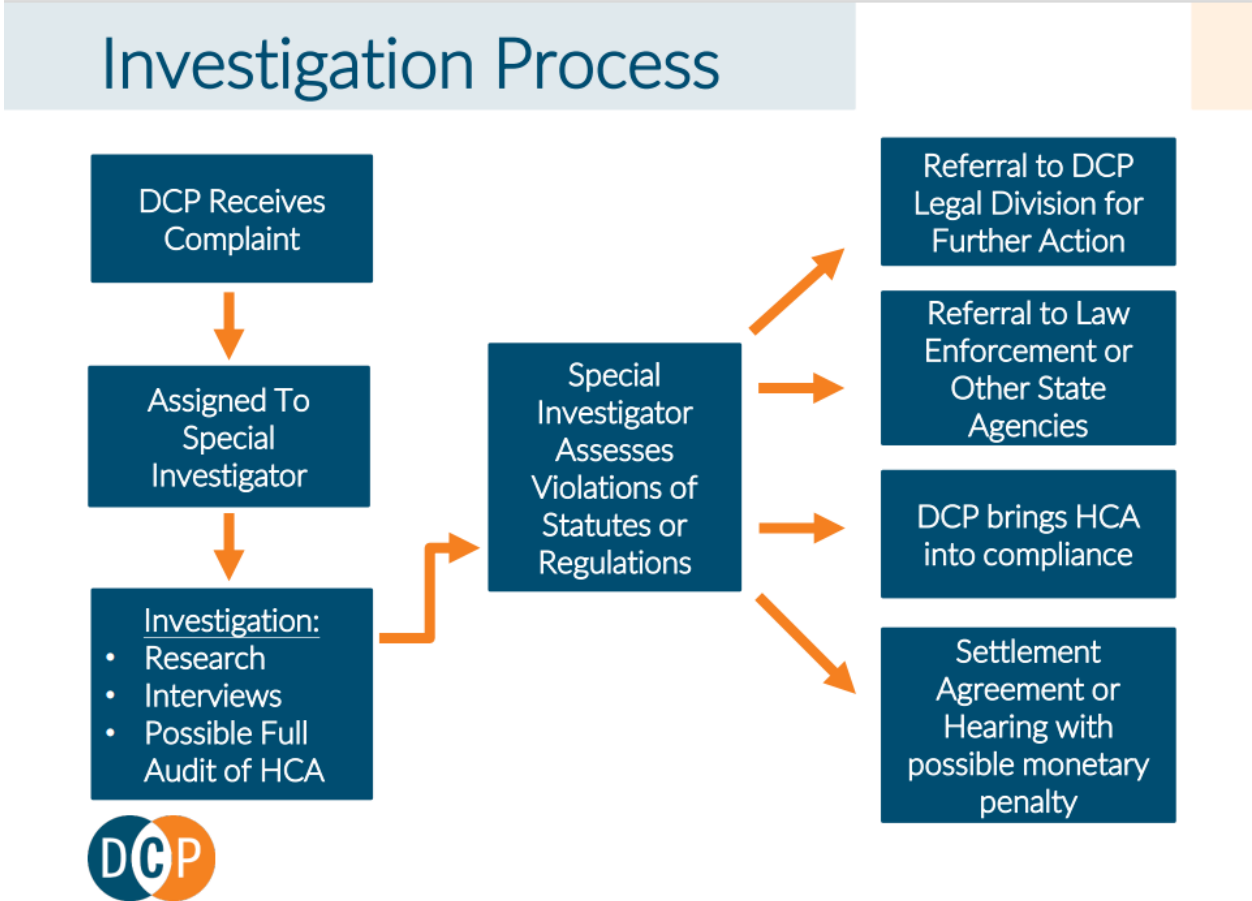 Investigation Process
DCP Receives
Complaint
Assigned To
Special
Investigator
Investigation:
• Research
• Interviews
• Possible Full
Audit of HCA
Special
Investigator
Assesses
Violations of
Statutes or
Regulations
Referral to DCP
Legal Division for
Further Action
Referral to Law
Enforcement or
Other State
Agencies
DCP brings HCA
into compliance
Settlement
Agreement or
Hearing with
possible monetary
penalty
DCP